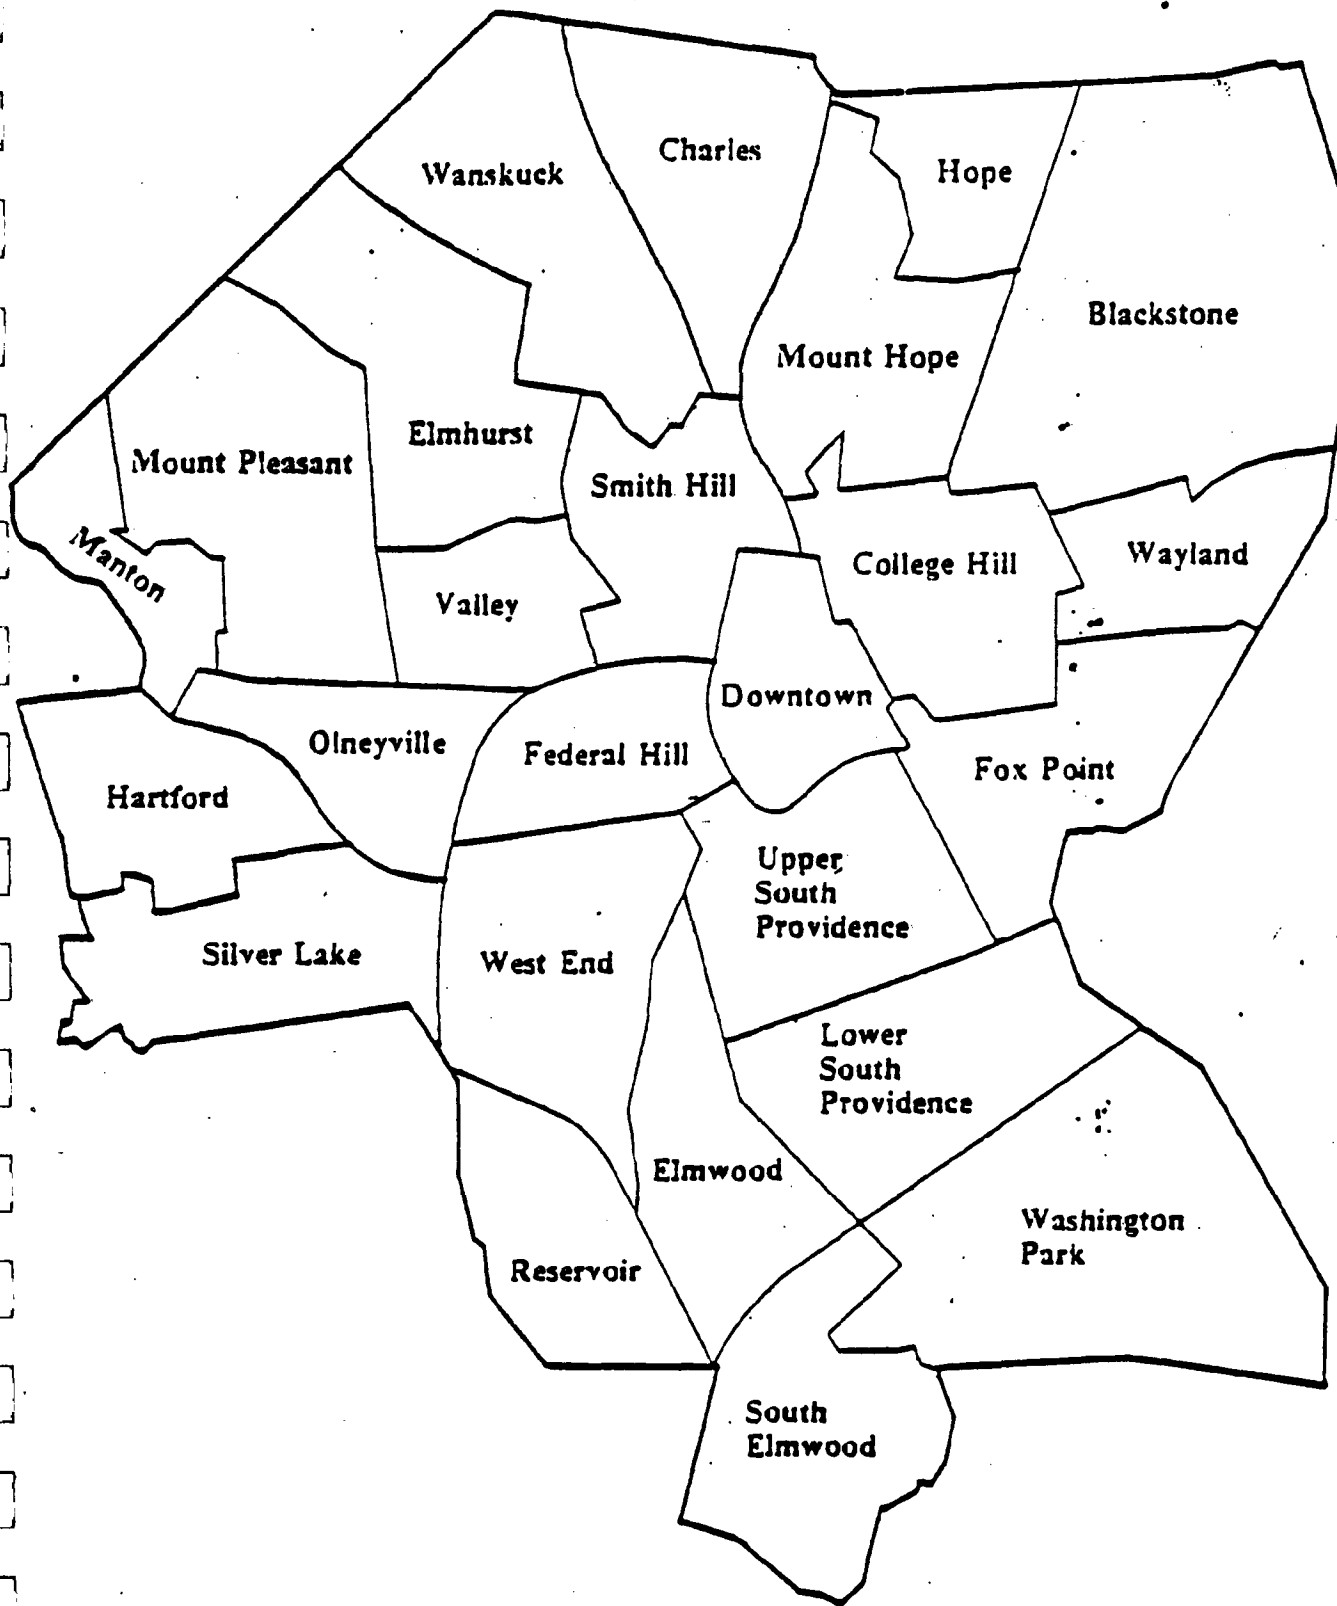 Charles
Hope
Wanskuck
Blackstone
Mount Hope
Elmhurst
Mount Pleasant
Smith Hill
Manton
College Hill
Wayland
Valley
Downtown
Olneyville
Federal Hill
Fox Point
Hartford
Upper
South
Providence
Silver Lake
West End
Lower
South
Providence
Elmwood
Washington
Park
Reservoir
South
Elmwood